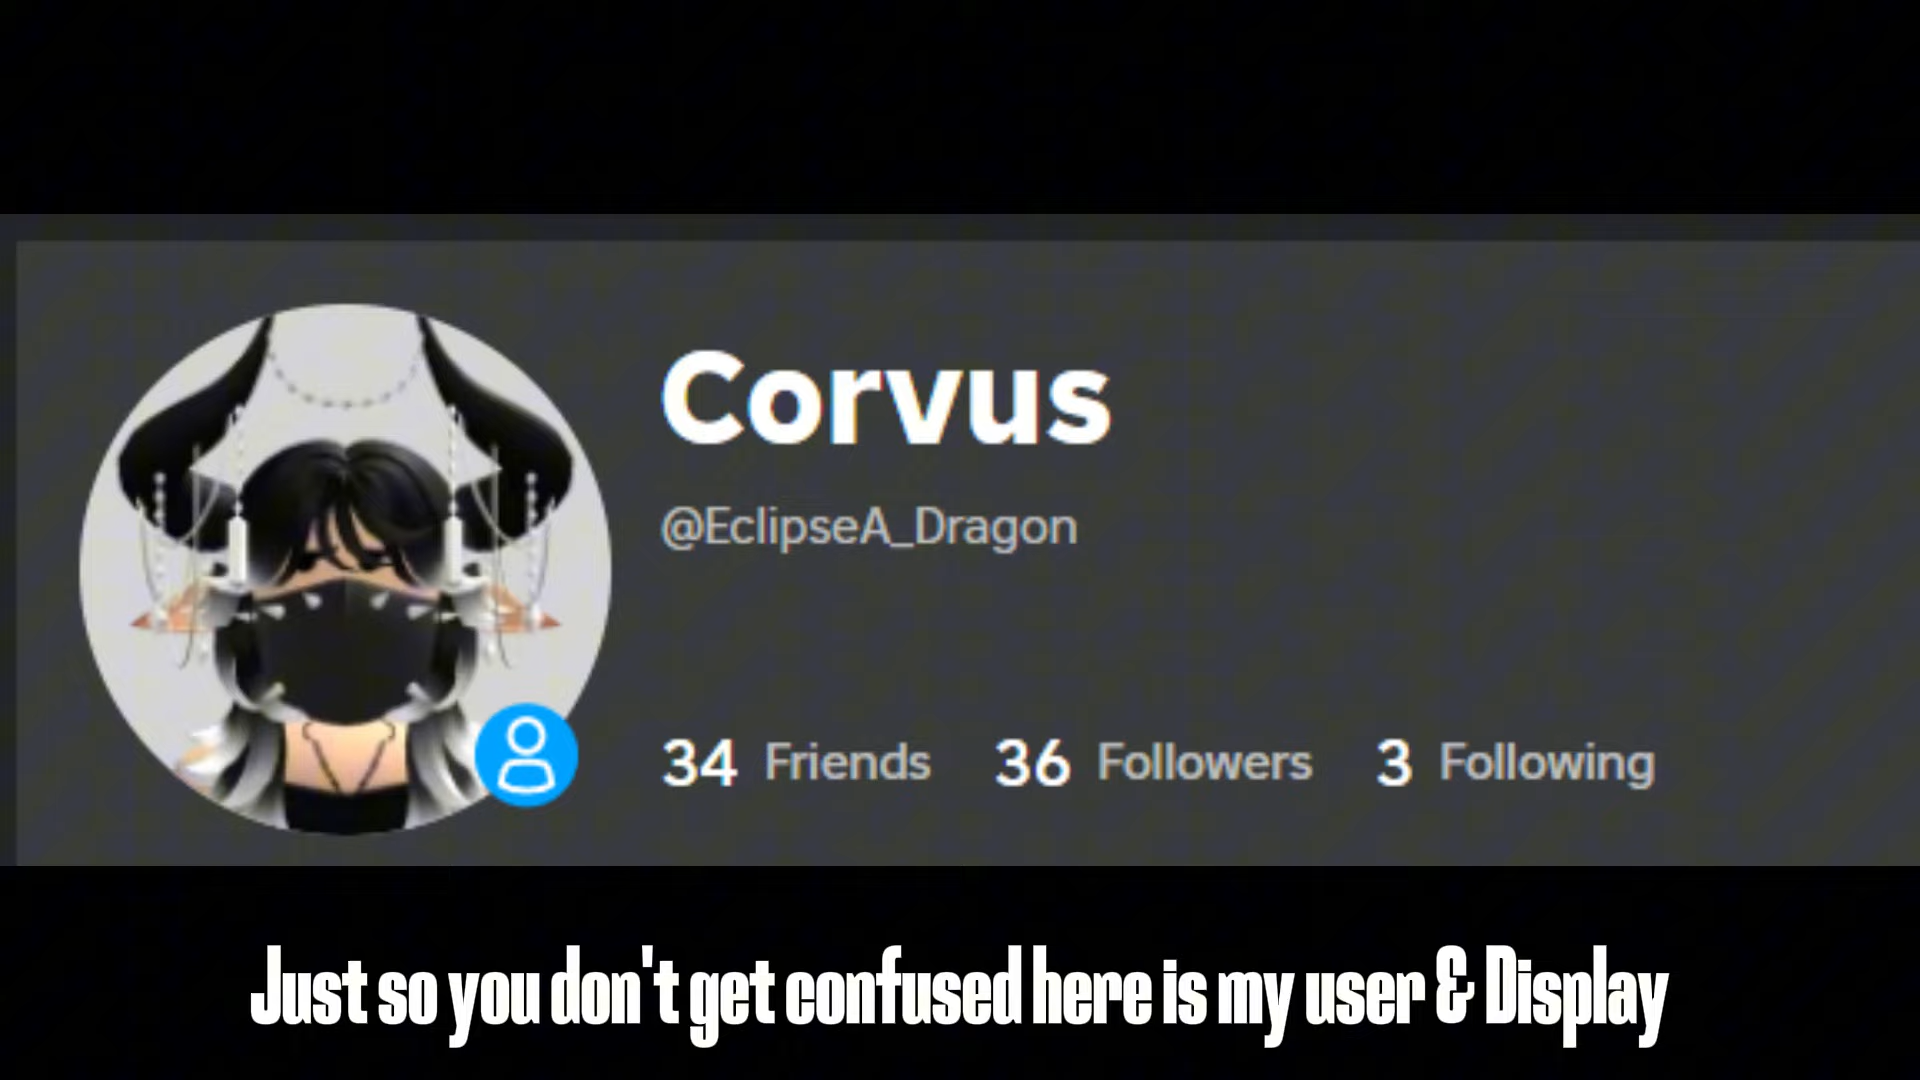 Corvus
@EclipseA_Dragon
34 Friends 36 Followers 3 Following
Just so you don't get confused here is my user & Display